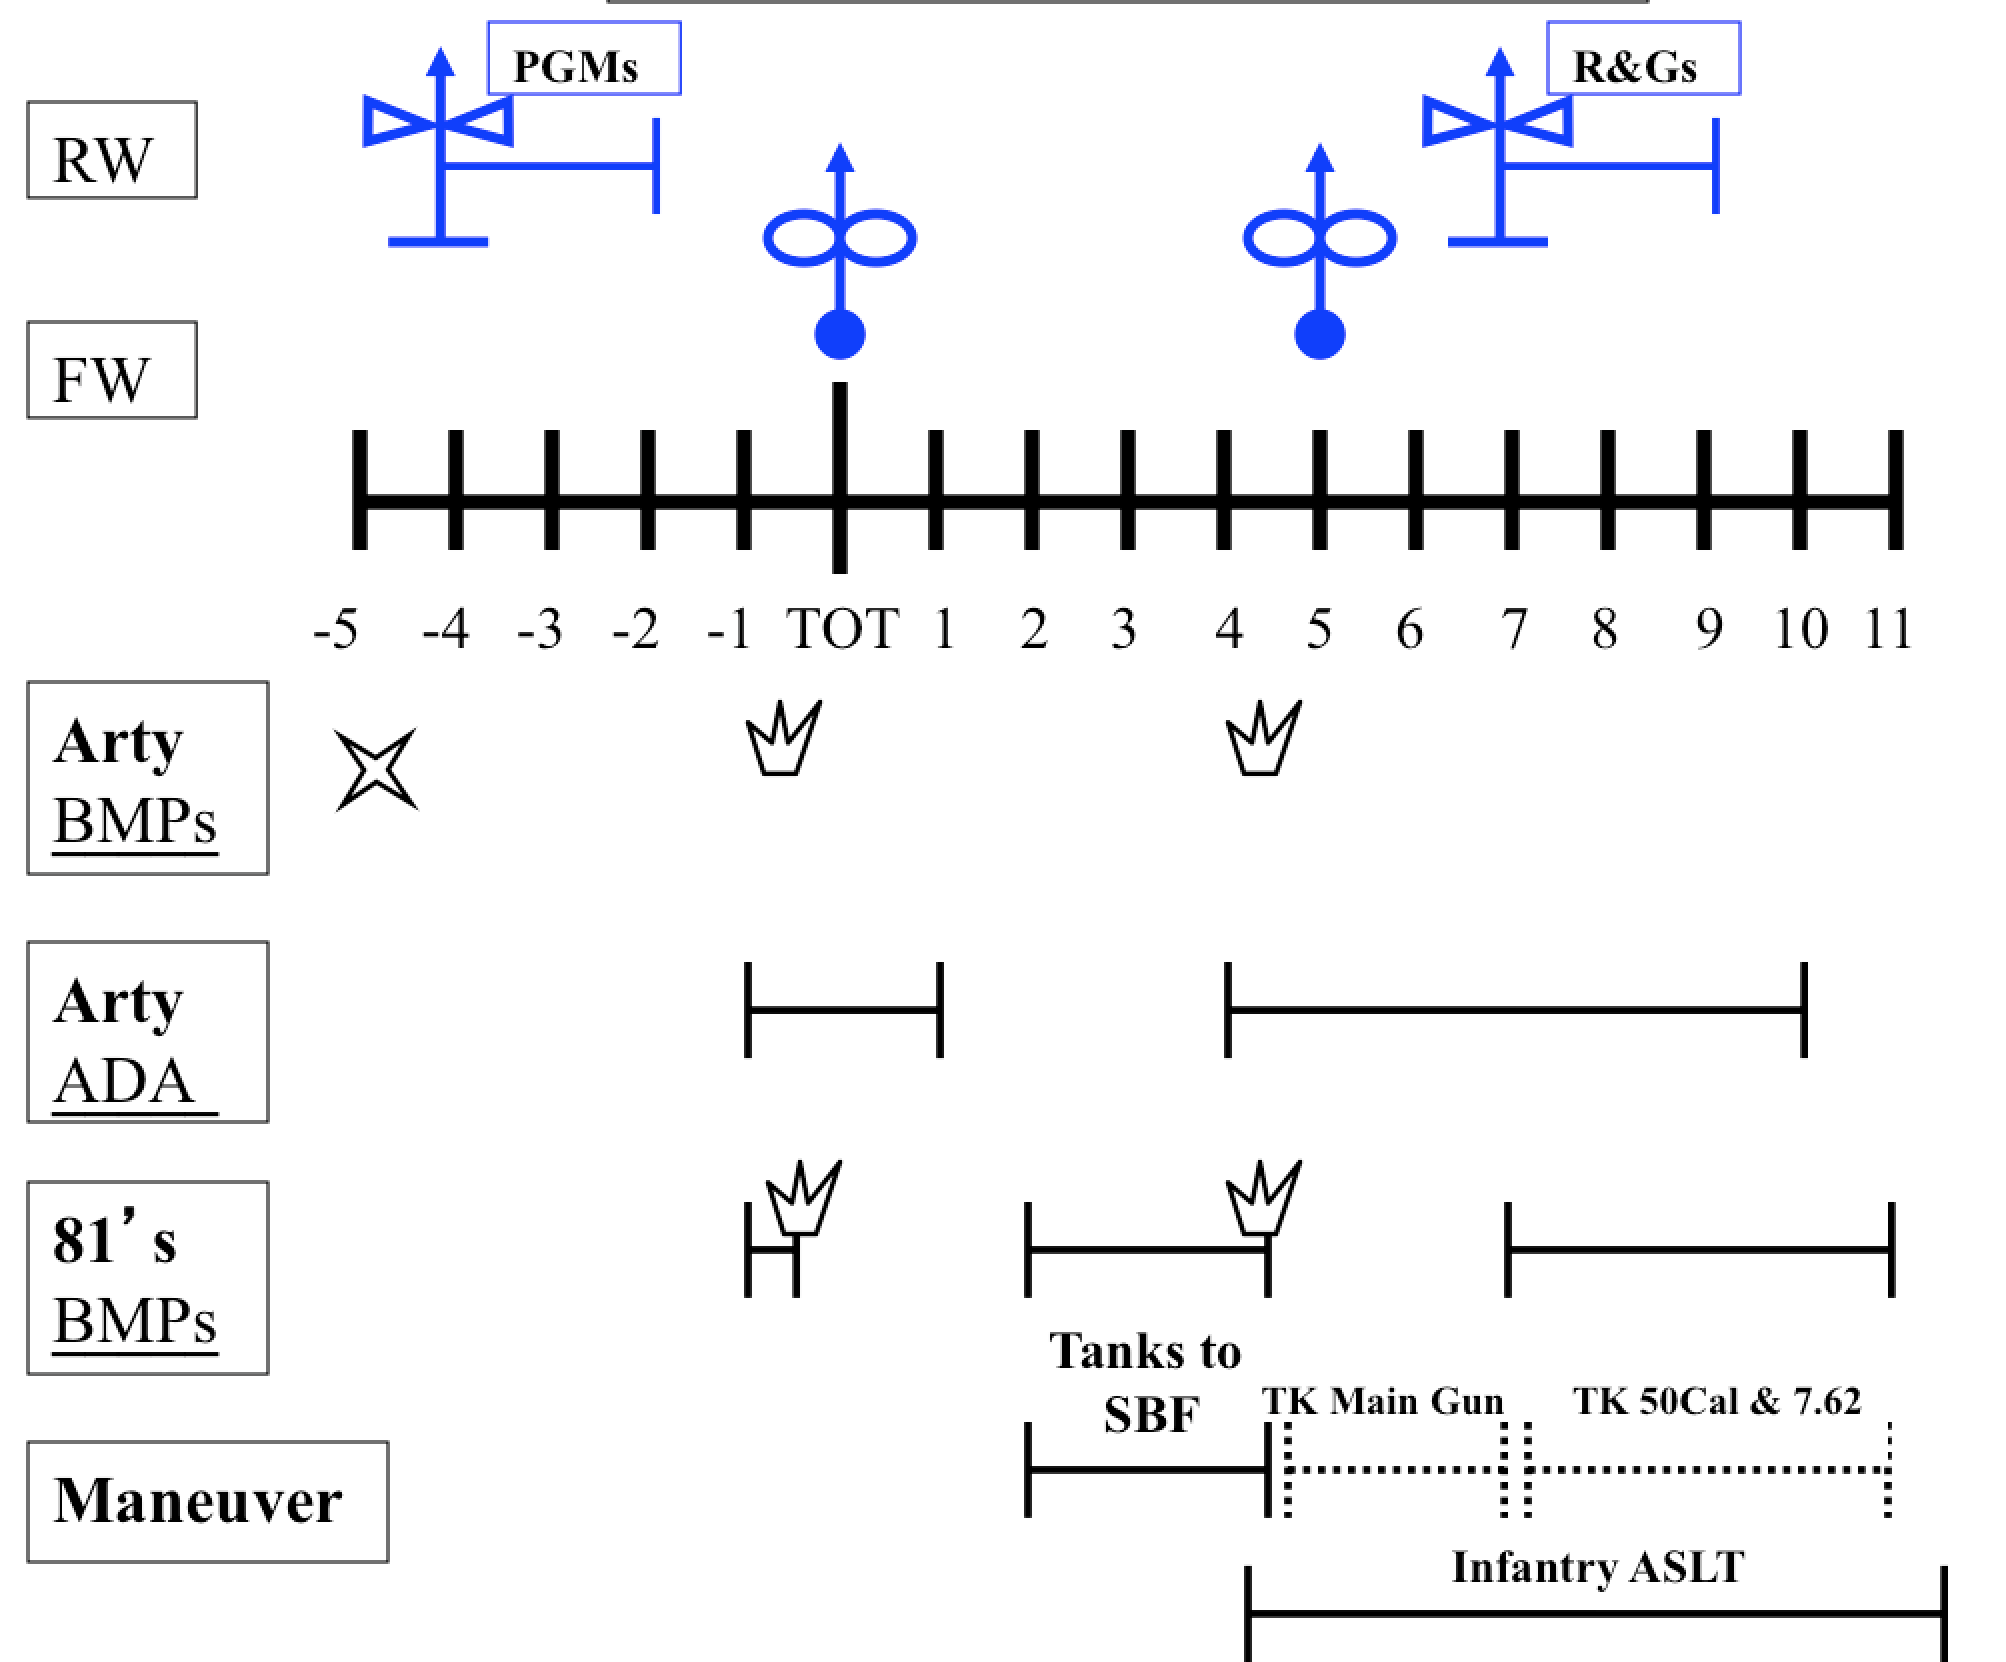 PGMs
R&Gs
RW
FW
-5 -4 -3 -2 -1 TOT 1 2 3 4 5 6 7 8 9 10 11
Arty
BMPs
Arty
ADA
81’s
BMPs
Tanks to
SBF
TK Main Gun
TK 50Cal & 7.62
Maneuver
Infantry ASLT